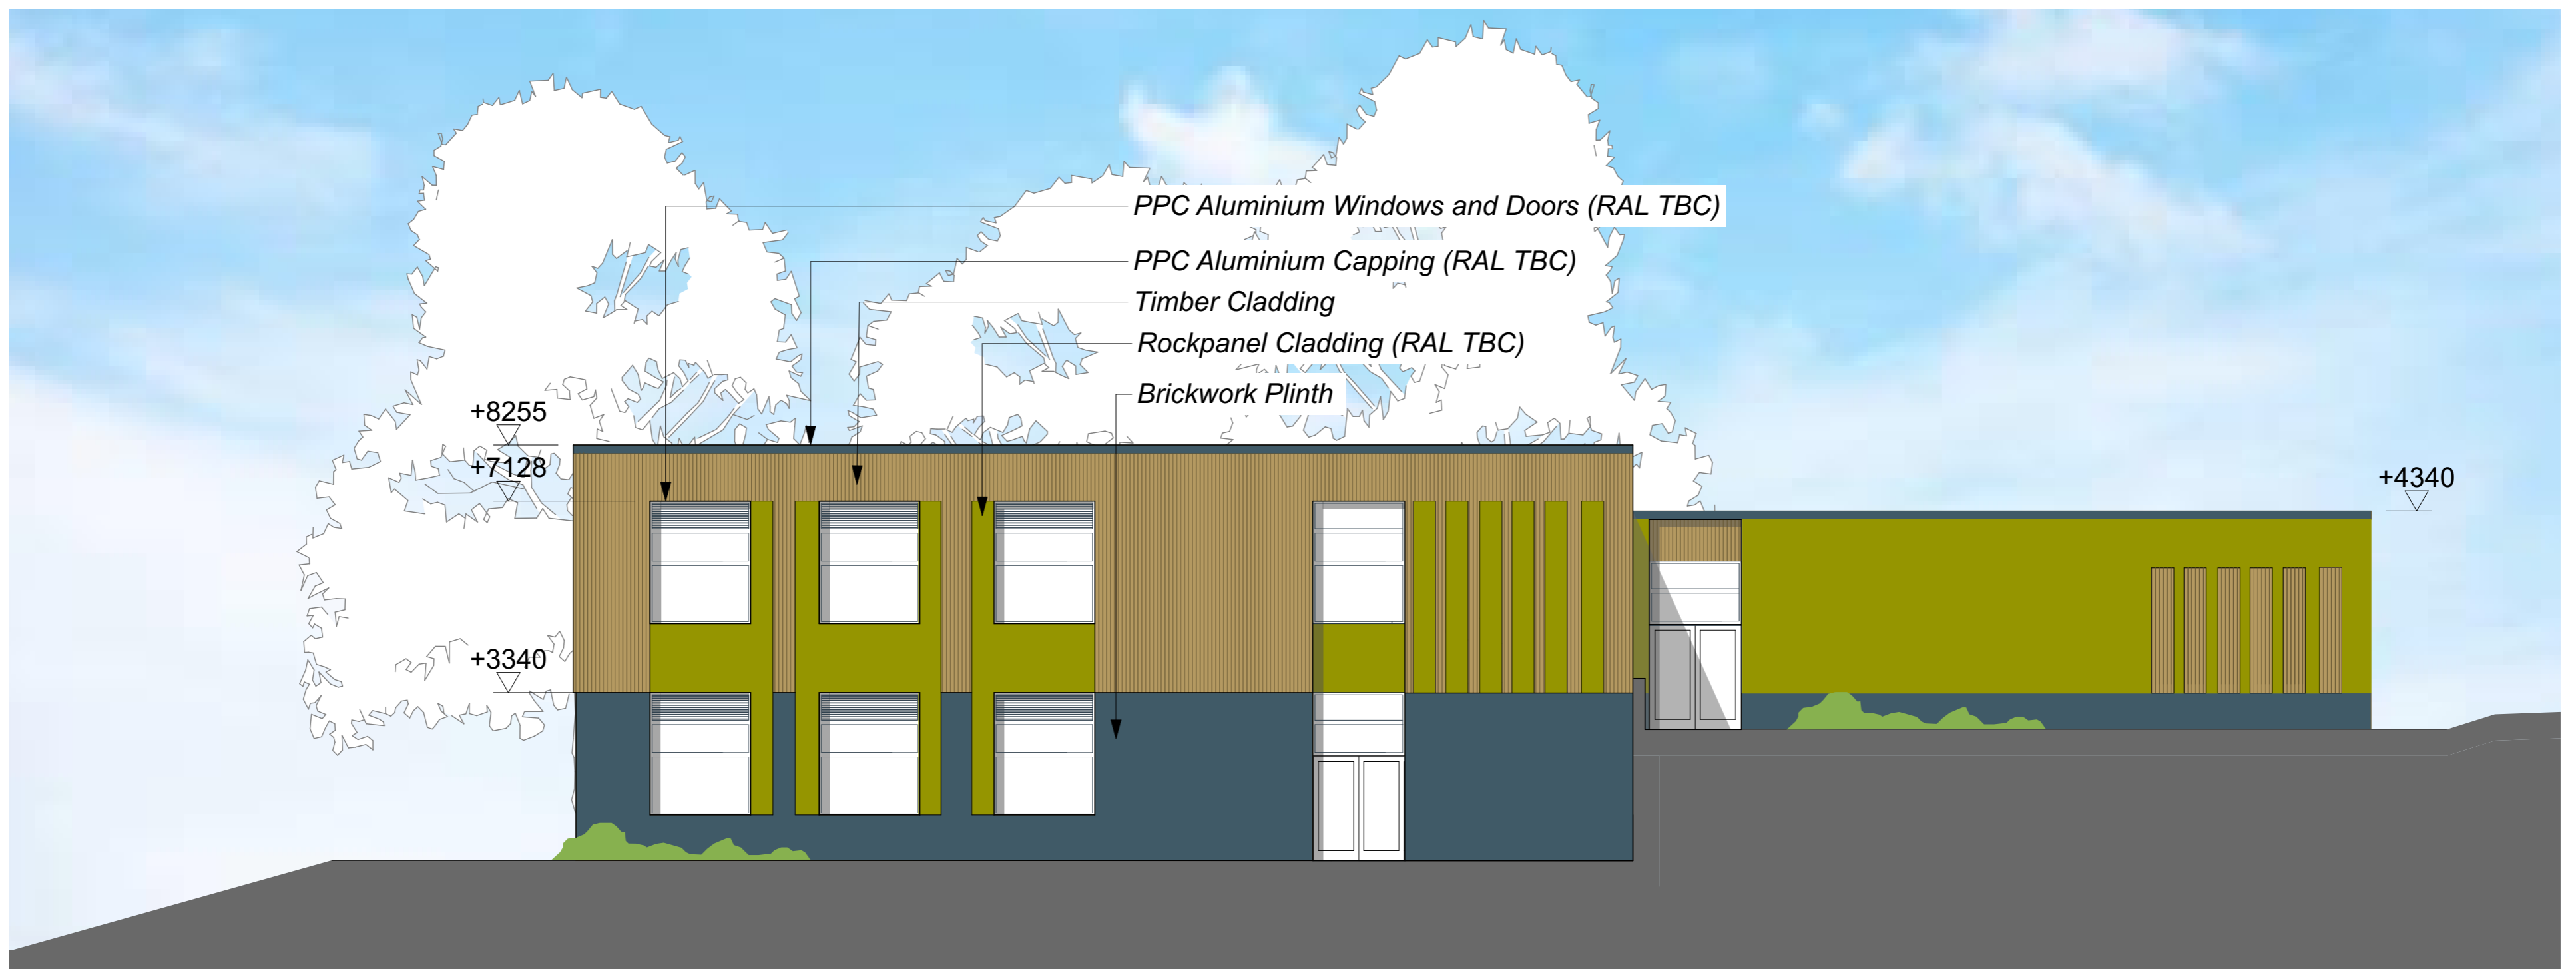 PPC Aluminium Windows and Doors (RAL TBC)
PPC Aluminium Capping (RAL TBC)
Timber Cladding
Rockpanel Cladding (RAL TBC)
Brickwork Plinth
+8255
+7128
+4340
+3340